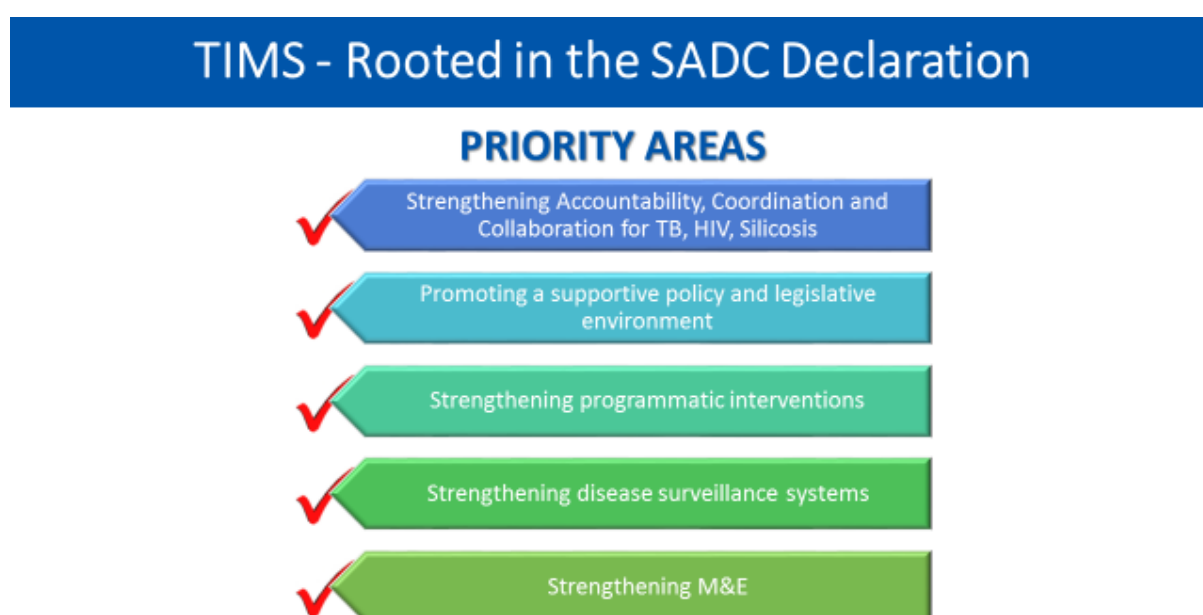 TIMS - Rooted in the SADC Declaration
PRIORITY AREAS
Strengthening Accountability, Coordination and
Collaboration for TB, HIV, Silicosis
Promoting a supportive policy and legislative
environment
Strengthening programmatic interventions
Strengthening disease surveillance systems
Strengthening M&E